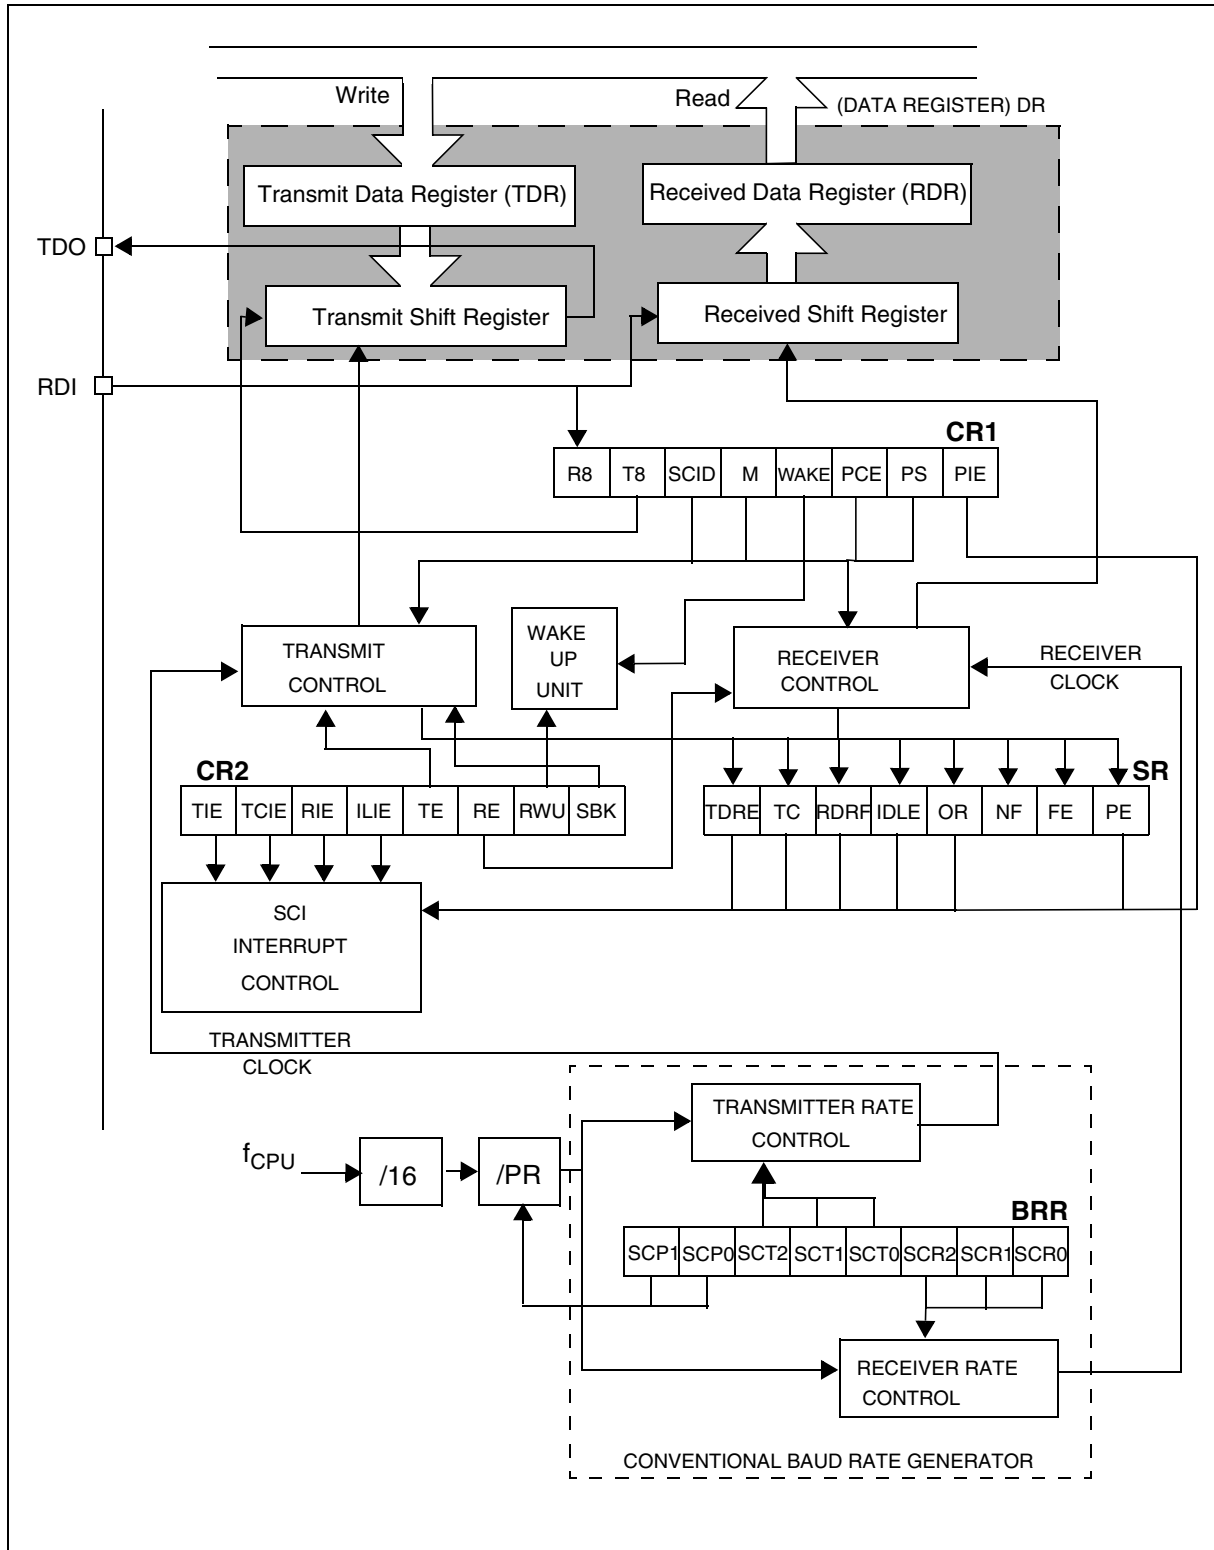 Write
Read
(DATA REGISTER) DR
Transmit Data Register (TDR)
Received Data Register (RDR)
TDO
Transmit Shift Register
Received Shift Register
RDI
CR1
R8 T8 SCID M WAKE PCE PS PIE
TRANSMIT
CONTROL
WAKE
UP
UNIT
RECEIVER
CONTROL
RECEIVER
CLOCK
CR2
TIE TCIE RIE ILIE TE RE RWU SBK
SR
TDRE TC RDRF IDLE OR NF FE PE
SCI
INTERRUPT
CONTROL
TRANSMITTER
CLOCK
TRANSMITTER RATE
CONTROL
fCPU
/16
/PR
BRR
SCP1 SCP0 SCT2 SCT1 SCT0 SCR2 SCR1 SCR0
RECEIVER RATE
CONTROL
CONVENTIONAL BAUD RATE GENERATOR